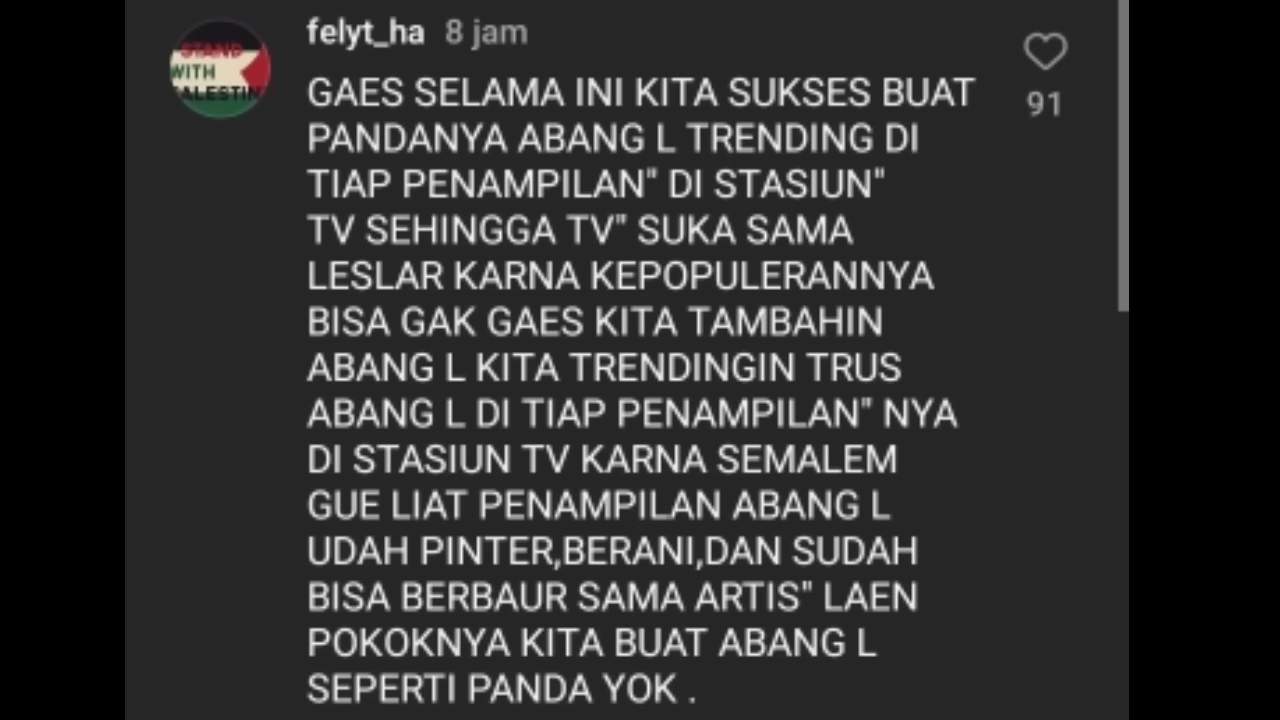 felyt_ha 8 jam
STAND
WITH
GAES SELAMA INI KITA SUKSES BUAT
91
PANDANYA ABANG L TRENDING DI
TIAP PENAMPILAN" DI STASIUN"
TV SEHINGGA TV" SUKA SAMA
LESLAR KARNA KEPOPULERANNYA
BISA GAK GAES KITA TAMBAHIN
ABANG L KITA TRENDINGIN TRUS
ABANG L DI TIAP PENAMPILAN" NYA
DI STASIUN TV KARNA SEMALEM
GUE LIAT PENAMPILAN ABANG L
UDAH PINTER,BERANI,DAN SUDAH
BISA BERBAUR SAMA ARTIS" LAEN
POKOKNYA KITA BUAT ABANG L
SEPERTI PANDA YOK .